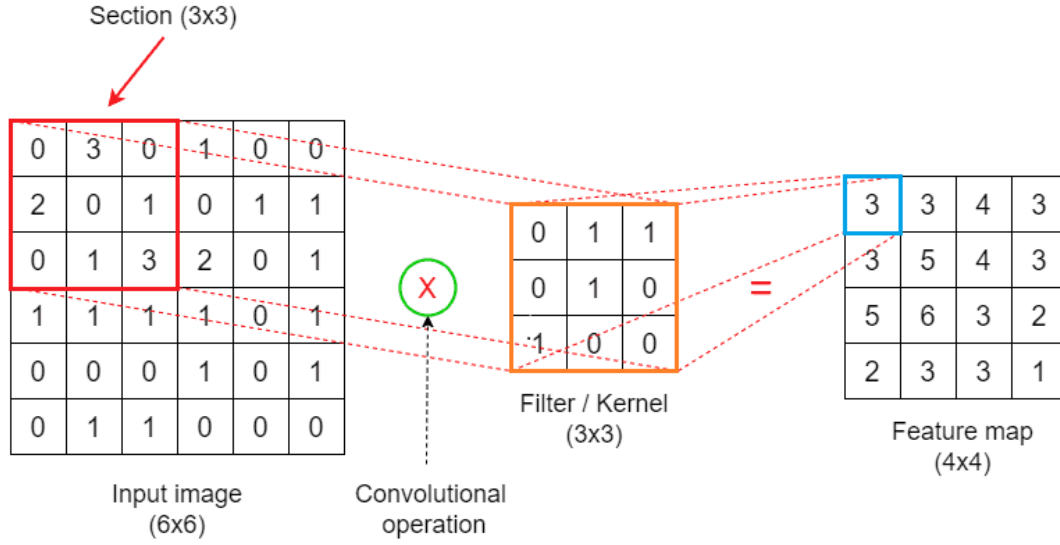 Section (3x3)
0 3 0 1 0 0
2 0 1 0 1 1
0 1 3 2 0 1
1 1 1 1 0 1
0 0 0 1 0 1
0 1 1 0 0 0
Input image
(6x6)
X
Convolutional
operation
0 1 1
0 1 0
1 0 0
Filter / Kernel
(3x3)
=
3 3 4 3
3 5 4 3
5 6 3 2
2 3 3 1
Feature map
(4x4)